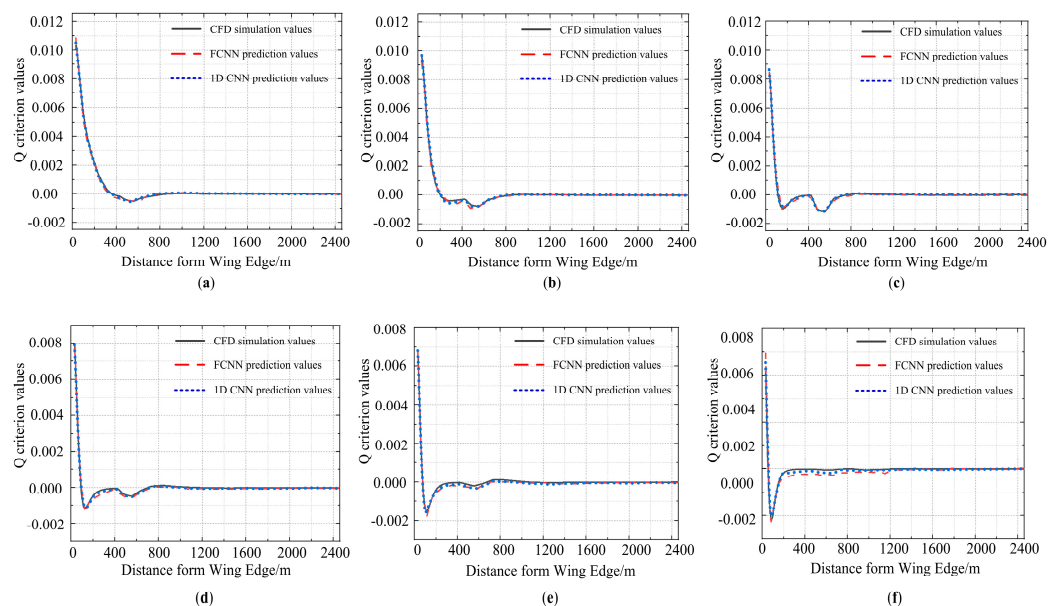 0.012
0.010
0.008
0.006
0.004
0.002
0.00
-0.002
Q criterion values
CFD simulation values
FCNN prediction values
1D CNN prediction values
0 400 800 1200 1600 2000 2400
Distance form Wing Edge/m
(a)
0.012
0.010
0.008
0.006
0.004
0.002
0.00
-0.002
Q criterion values
CFD simulation values
FCNN prediction values
1D CNN prediction values
0 400 800 1200 1600 2000 2400
Distance form Wing Edge/m
(b)
0.012
0.010
0.008
0.006
0.004
0.002
0.00
-0.002
Q criterion values
CFD simulation values
FCNN prediction values
1D CNN prediction values
0 400 800 1200 1600 2000 2400
Distance form Wing Edge/m
(c)
0.008
0.006
0.004
0.002
0.000
-0.002
Q criterion values
CFD simulation values
FCNN prediction values
1D CNN prediction values
0 400 800 1200 1600 2000 2400
Distance form Wing Edge/m
(d)
0.008
0.006
0.004
0.002
0.000
-0.002
Q criterion values
CFD simulation values
FCNN prediction values
1D CNN prediction values
0 400 800 1200 1600 2000 2400
Distance form Wing Edge/m
(e)
0.008
0.006
0.004
0.002
0.000
-0.002
Q criterion values
CFD simulation values
FCNN prediction values
1D CNN prediction values
0 400 800 1200 1600 2000 2400
Distance form Wing Edge/m
(f)